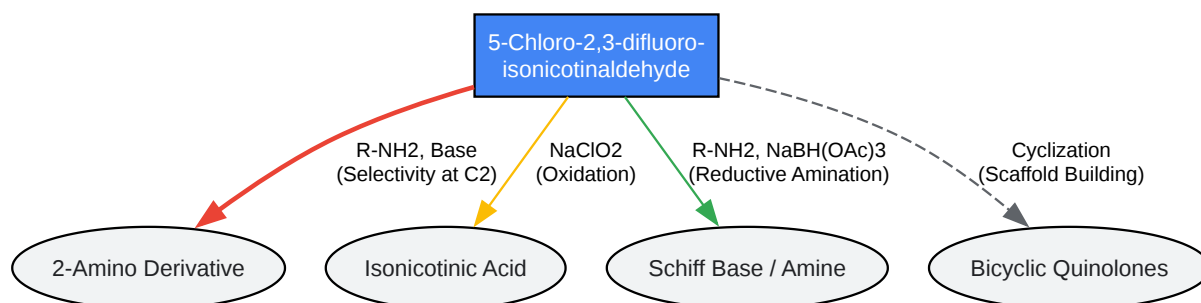 5-Chloro-2,3-difluoro-
isonicotinaldehyde
R-NH2, Base
(Selectivity at C2)
NaClO2
(Oxidation)
R-NH2, NaBH(OAc)3
(Reductive Amination)
Cyclization
(Scaffold Building)
2-Amino Derivative
Isonicotinic Acid
Schiff Base / Amine
Bicyclic Quinolones